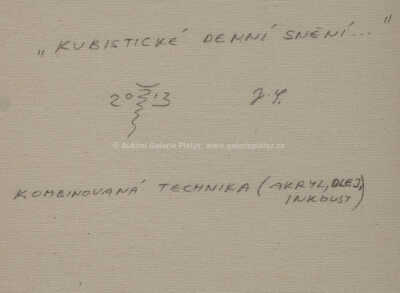 „KUBISTICKÉ DENNÍ SNĚNÍ..."
2013 J.Y.
© Aukční Galerie Platýz, www.galerieplatyz.cz
KOMBINOVANÁ TECHNIKA (AKRYL, OLEJ,
INKOUST)